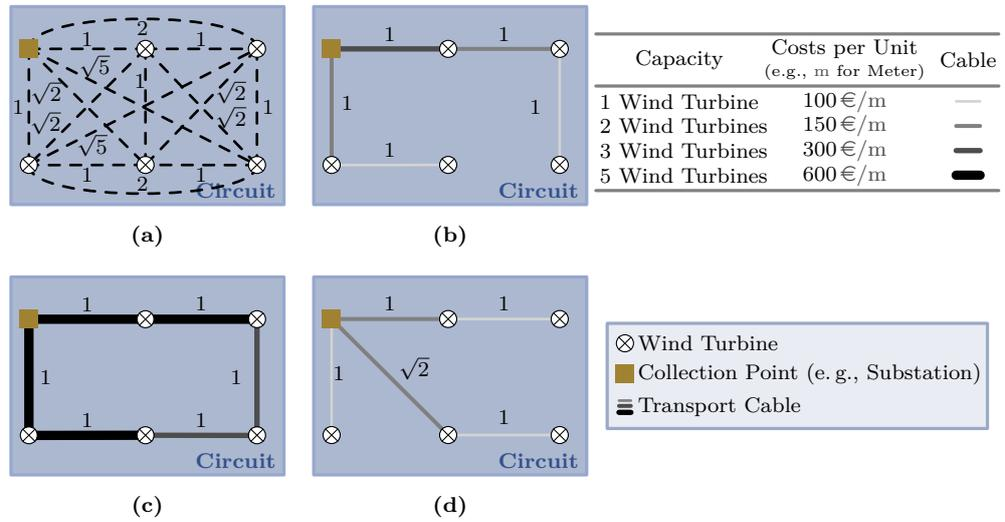 2
1 1
√5
√2 1 √2
1 1
√2 √2
√5
1 1
2
Circuit
(a)
1 1
1 1
1
Circuit
(b)
Capacity Costs per Unit Cable
(e.g., m for Meter)
1 Wind Turbine 100 €/m
2 Wind Turbines 150 €/m
3 Wind Turbines 300 €/m
5 Wind Turbines 600 €/m
1 1
1 1
1 1
Circuit
(c)
1 1
1 √2
1
Circuit
(d)
Wind Turbine
Collection Point (e. g., Substation)
Transport Cable